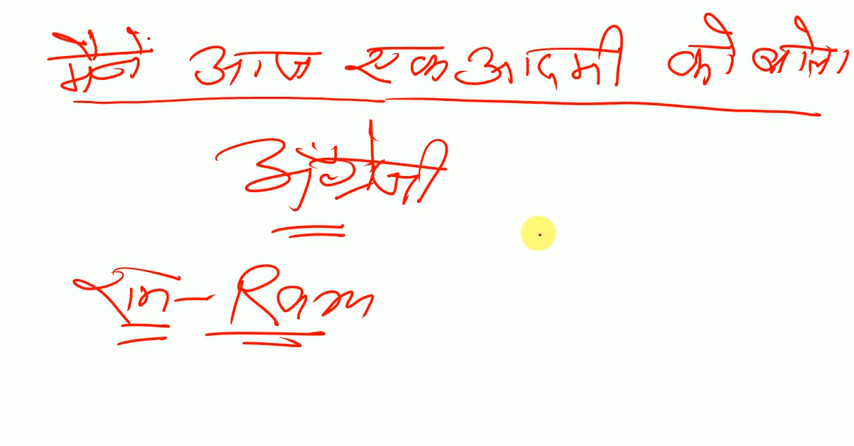 मैंने आज एक आदमी को बोला
अंग्रेजी
राम - Ram